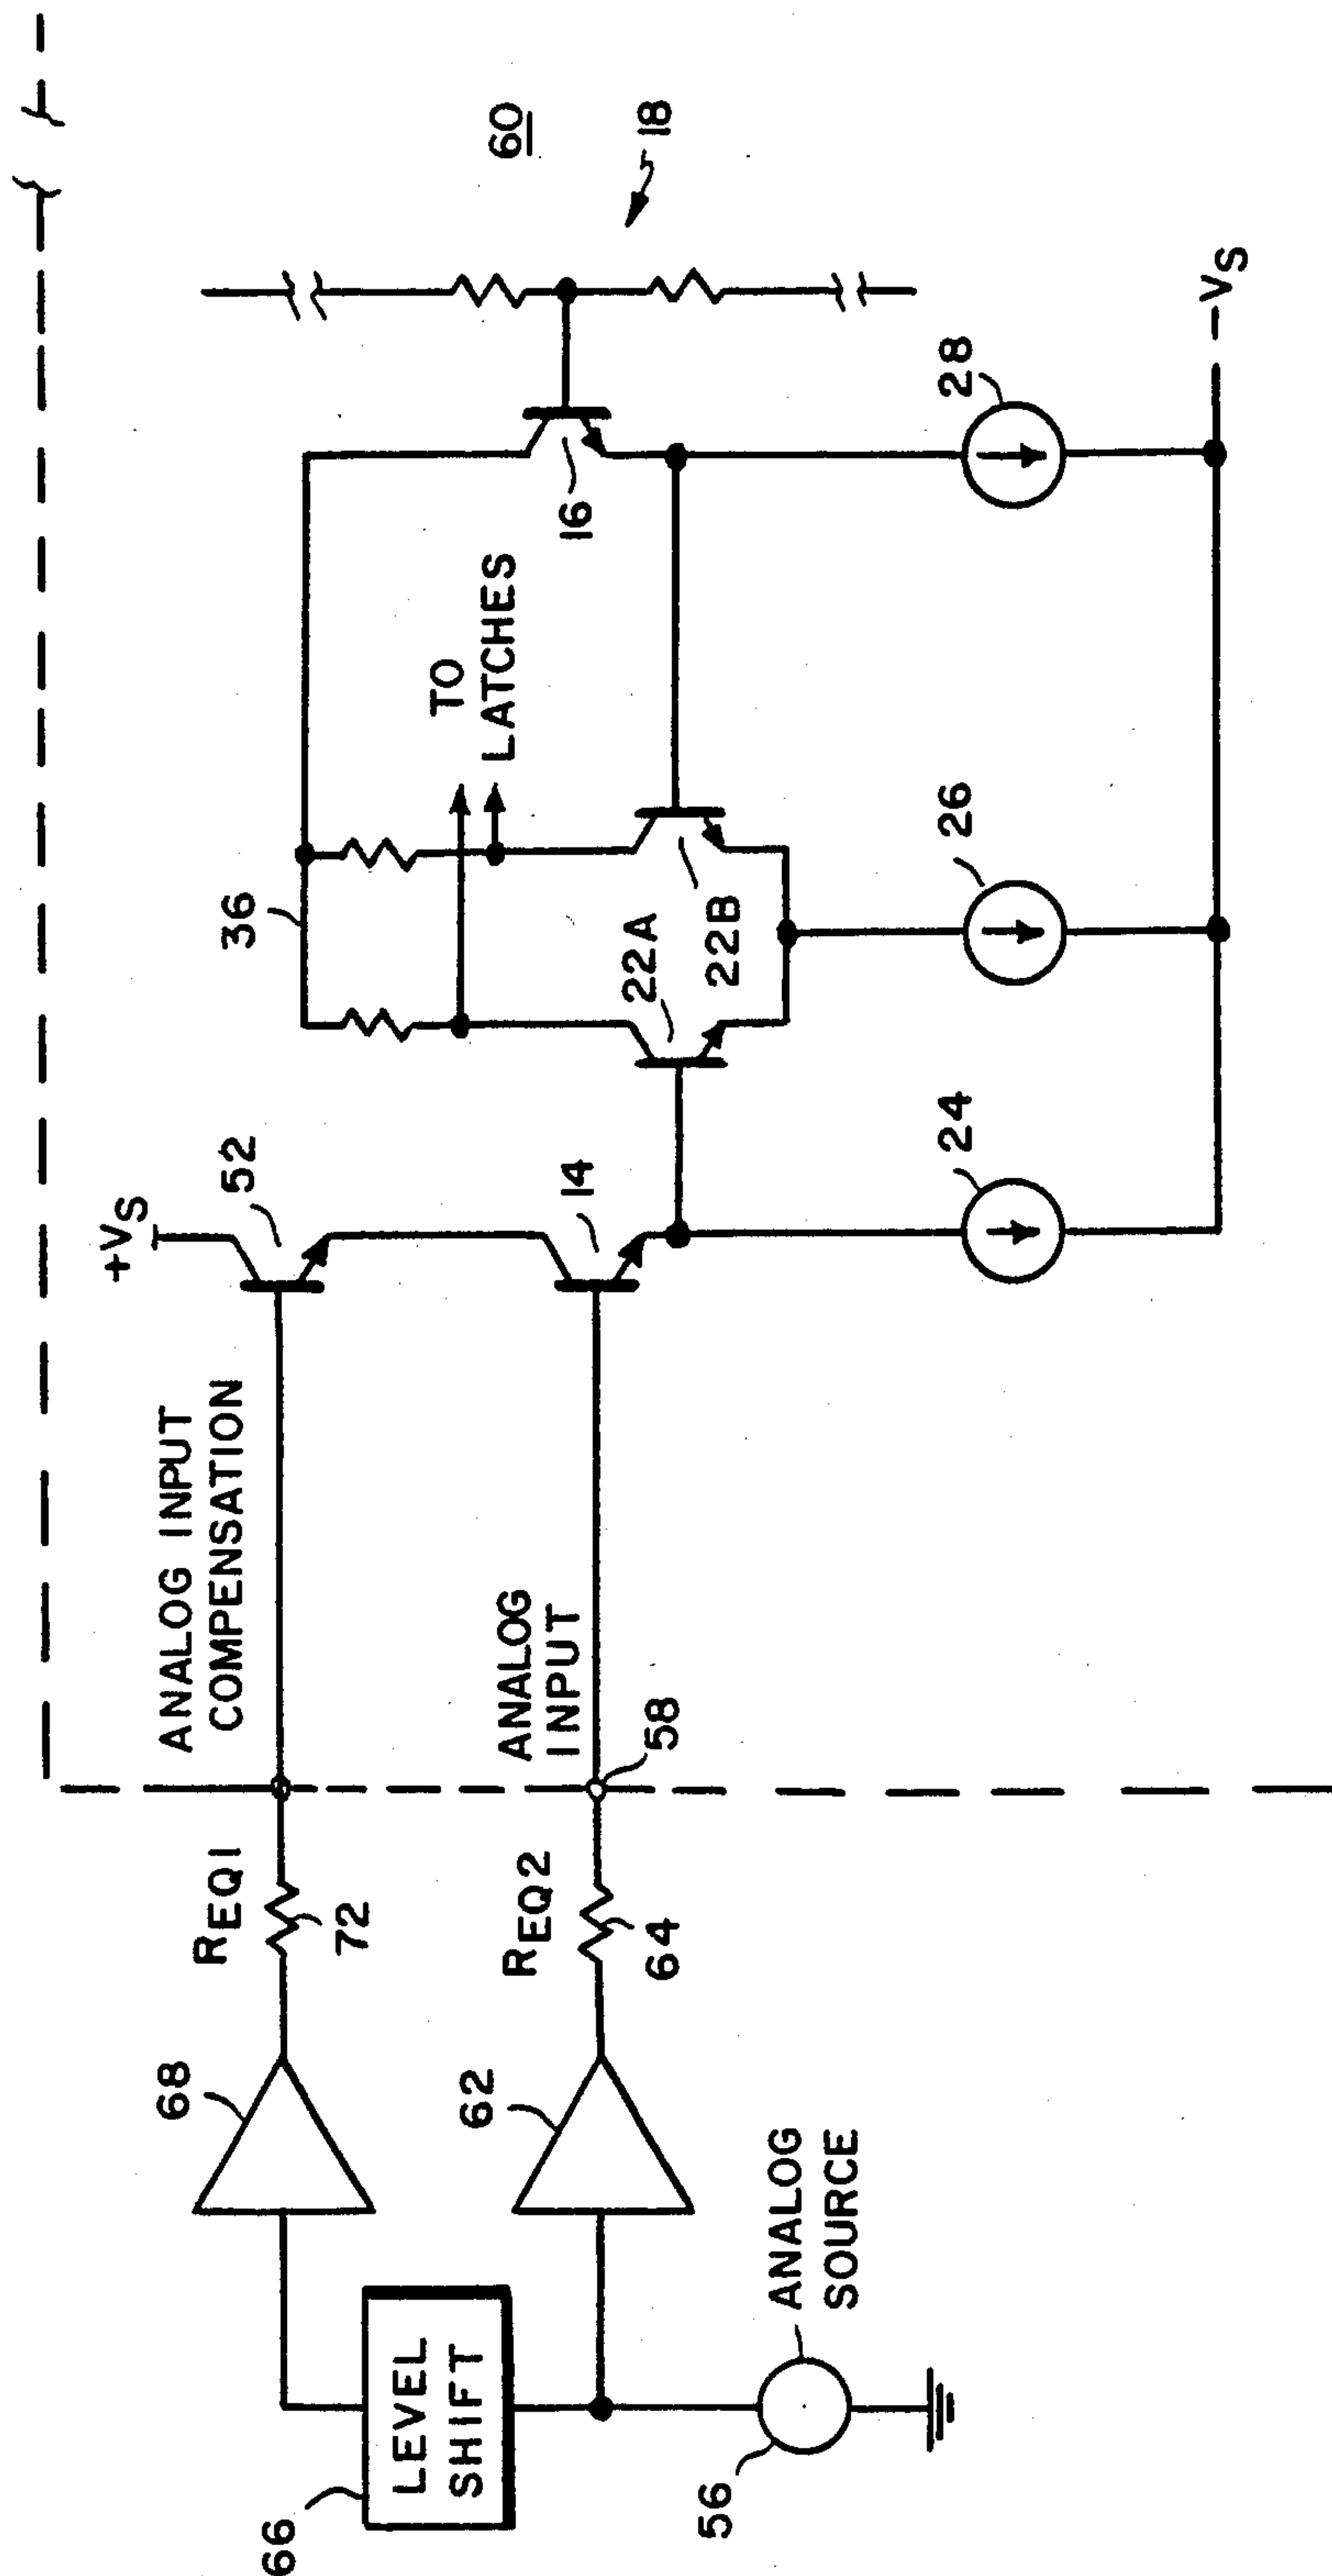 60
18
+VS
52
36
TO
LATCHES
ANALOG INPUT
COMPENSATION
14
22A
22B
16
ANALOG
INPUT
58
24
26
28
-VS
REQ1
72
REQ2
64
68
62
66
LEVEL
SHIFT
56
ANALOG
SOURCE